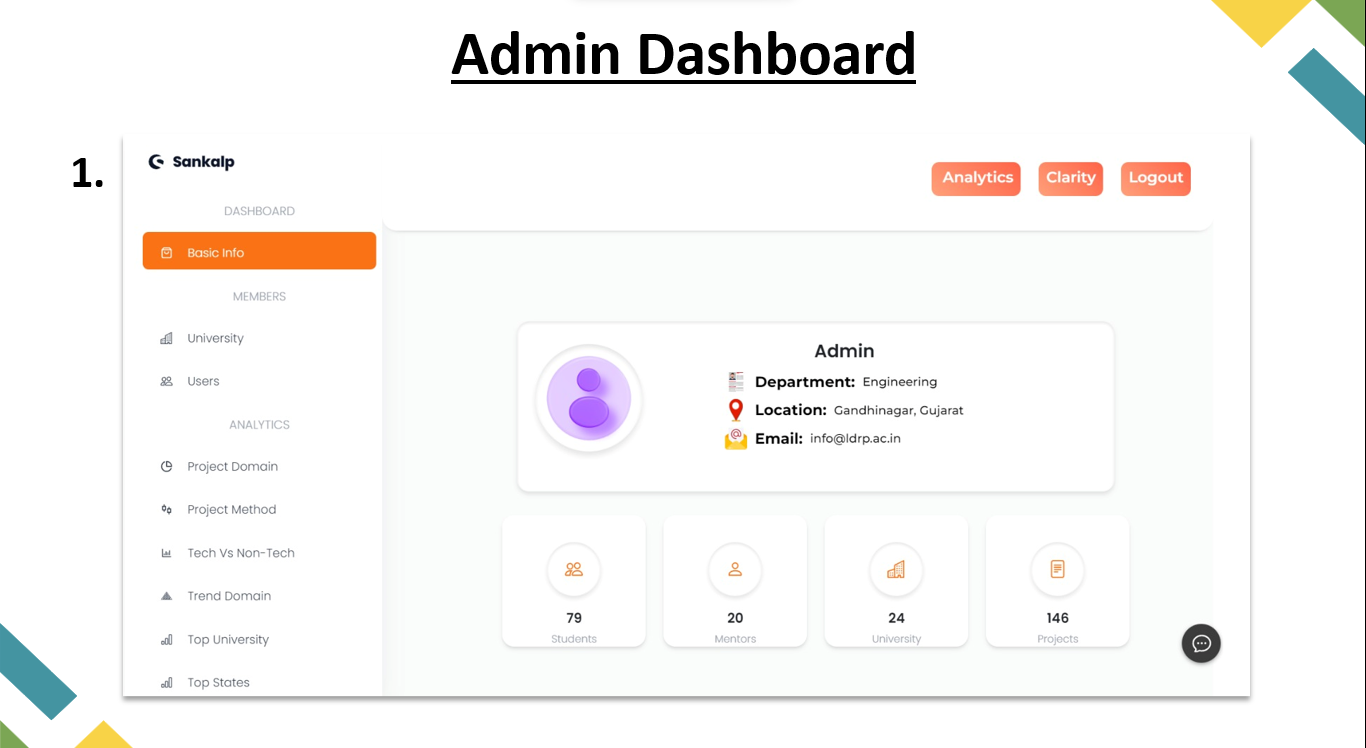 Admin Dashboard
1.
Sankalp
Analytics
Clarity
Logout
DASHBOARD
Basic Info
MEMBERS
University
Users
ANALYTICS
Project Domain
Project Method
Tech Vs Non-Tech
Trend Domain
Top University
Top States
Admin
Department: Engineering
Location: Gandhinagar, Gujarat
Email: info@ldrp.ac.in
79
Students
20
Mentors
24
University
146
Projects